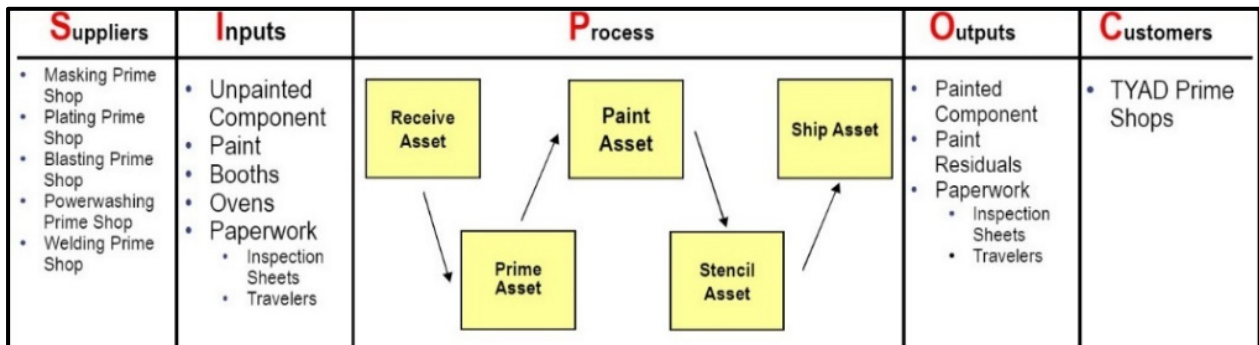 Suppliers
Inputs
Process
Outputs
Customers
• Masking Prime
Shop
• Plating Prime
Shop
• Blasting Prime
Shop
• Powerwashing
Prime Shop
• Welding Prime
Shop
• Unpainted
Component
• Paint
• Booths
• Ovens
• Paperwork
• Inspection
Sheets
• Travelers
Receive
Asset
Prime
Asset
Paint
Asset
Stencil
Asset
Ship Asset
• Painted
Component
• Paint
Residuals
• Paperwork
• Inspection
Sheets
• Travelers
• TYAD Prime
Shops